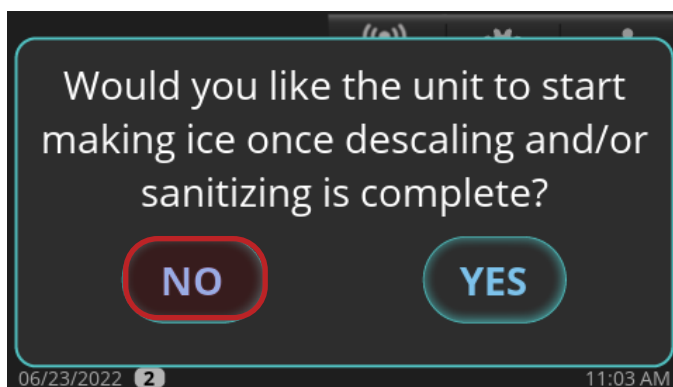 Would you like the unit to start
making ice once descaling and/or
sanitizing is complete?
NO YES
06/23/2022 2 11:03 AM